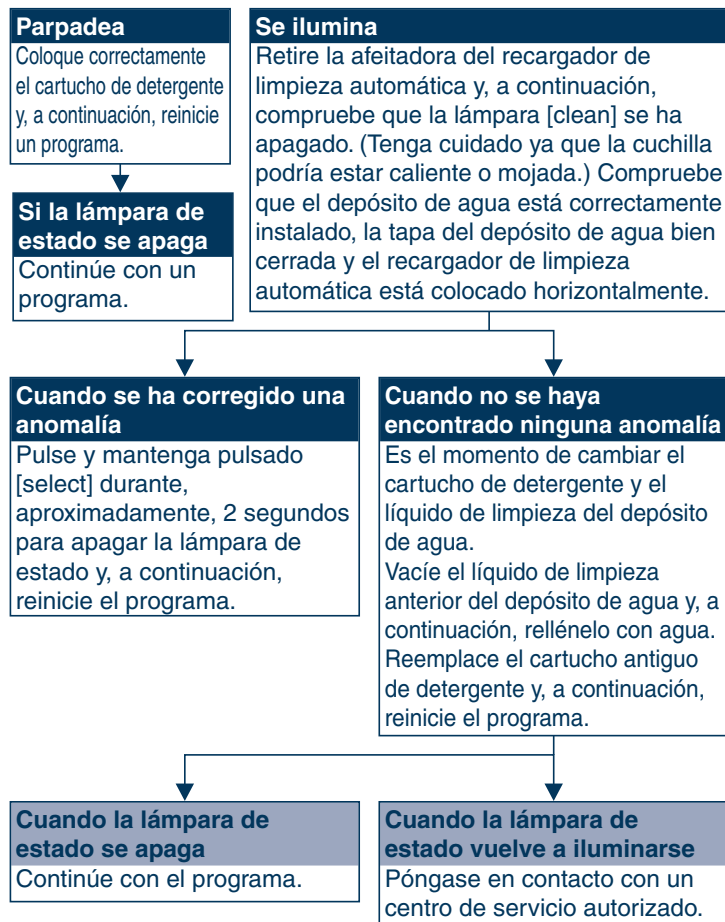 Parpadea
Coloque correctamente
el cartucho de detergente
y, a continuación, reinicie
un programa.
Si la lámpara de
estado se apaga
Continúe con un
programa.
Se ilumina
Retire la afeitadora del recargador de
limpieza automática y, a continuación,
compruebe que la lámpara [clean] se ha
apagado. (Tenga cuidado ya que la cuchilla
podría estar caliente o mojada.) Compruebe
que el depósito de agua está correctamente
instalado, la tapa del depósito de agua bien
cerrada y el recargador de limpieza
automática está colocado horizontalmente.
Cuando se ha corregido una
anomalía
Pulse y mantenga pulsado
[select] durante,
aproximadamente, 2 segundos
para apagar la lámpara de
estado y, a continuación,
reinicie el programa.
Cuando no se haya
encontrado ninguna anomalía
Es el momento de cambiar el
cartucho de detergente y el
líquido de limpieza del depósito
de agua.
Vacíe el líquido de limpieza
anterior del depósito de agua y, a
continuación, rellénelo con agua.
Reemplace el cartucho antiguo
de detergente y, a continuación,
reinicie el programa.
Cuando la lámpara de
estado se apaga
Continúe con el programa.
Cuando la lámpara de
estado vuelve a iluminarse
Póngase en contacto con un
centro de servicio autorizado.